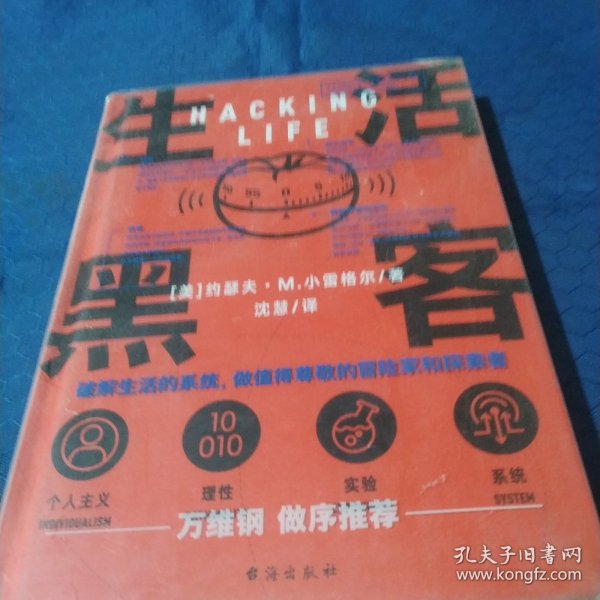 生活
HACKING
LIFE
黑客
[美]约瑟夫·M.小雷格尔/著
沈慧/译
破解生活的系统,做值得尊敬的冒险家和探索者
10
010
个人主义
INDIVIDUALISM
理性
实验
系统
SYSTEM
万维钢 做序推荐
台海出版社
孔夫子旧书网
www.kongfz.com